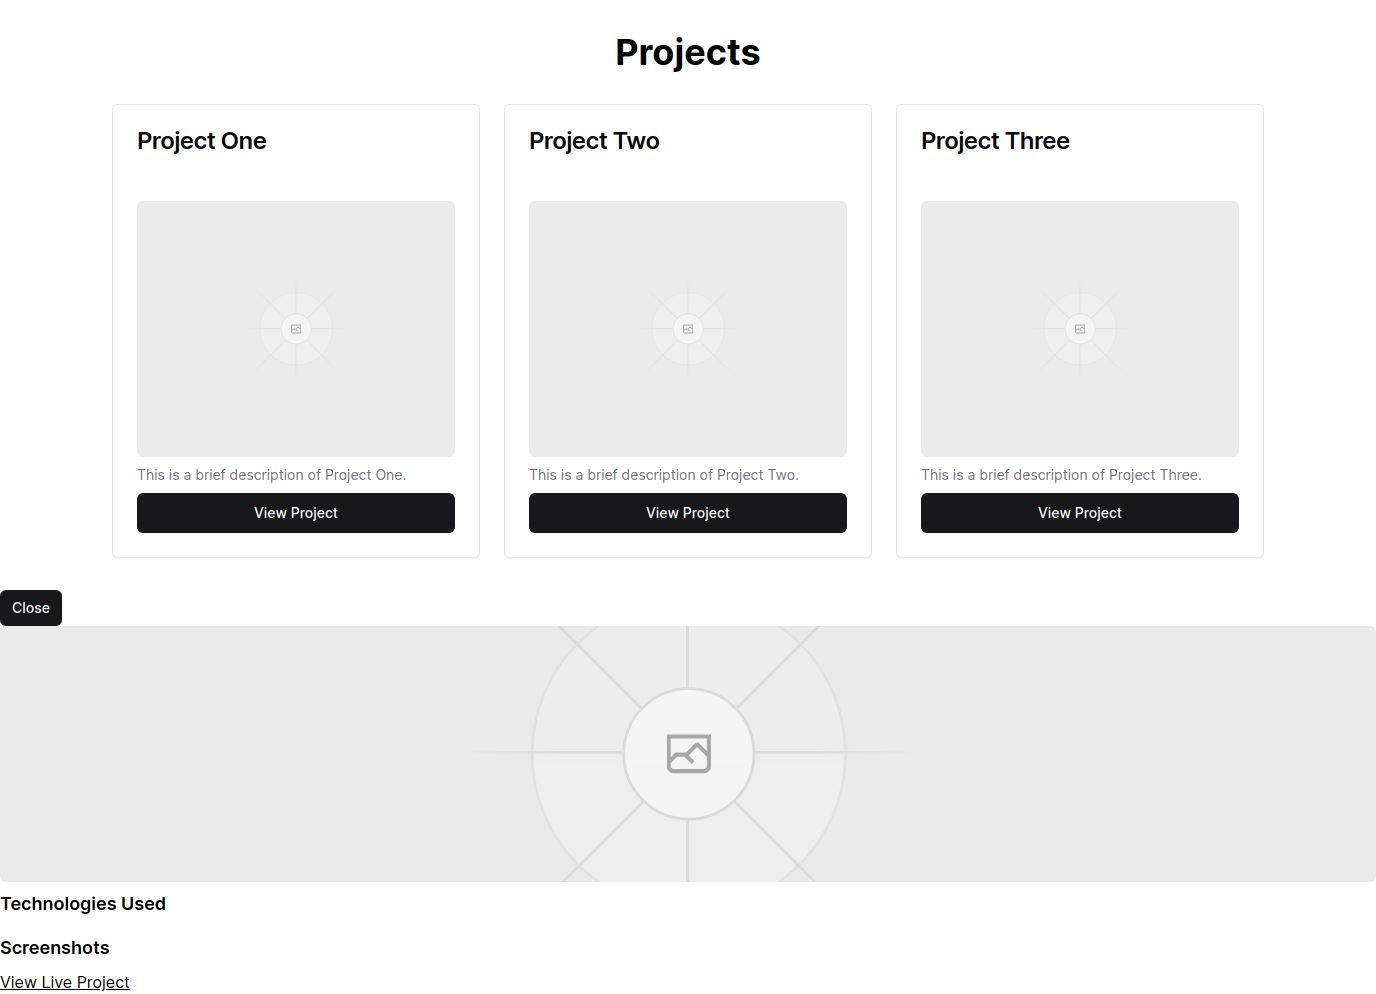 Projects
Project One
Project Two
Project Three
This is a brief description of Project One.
This is a brief description of Project Two.
This is a brief description of Project Three.
View Project
View Project
View Project
Close
Technologies Used
Screenshots
View Live Project